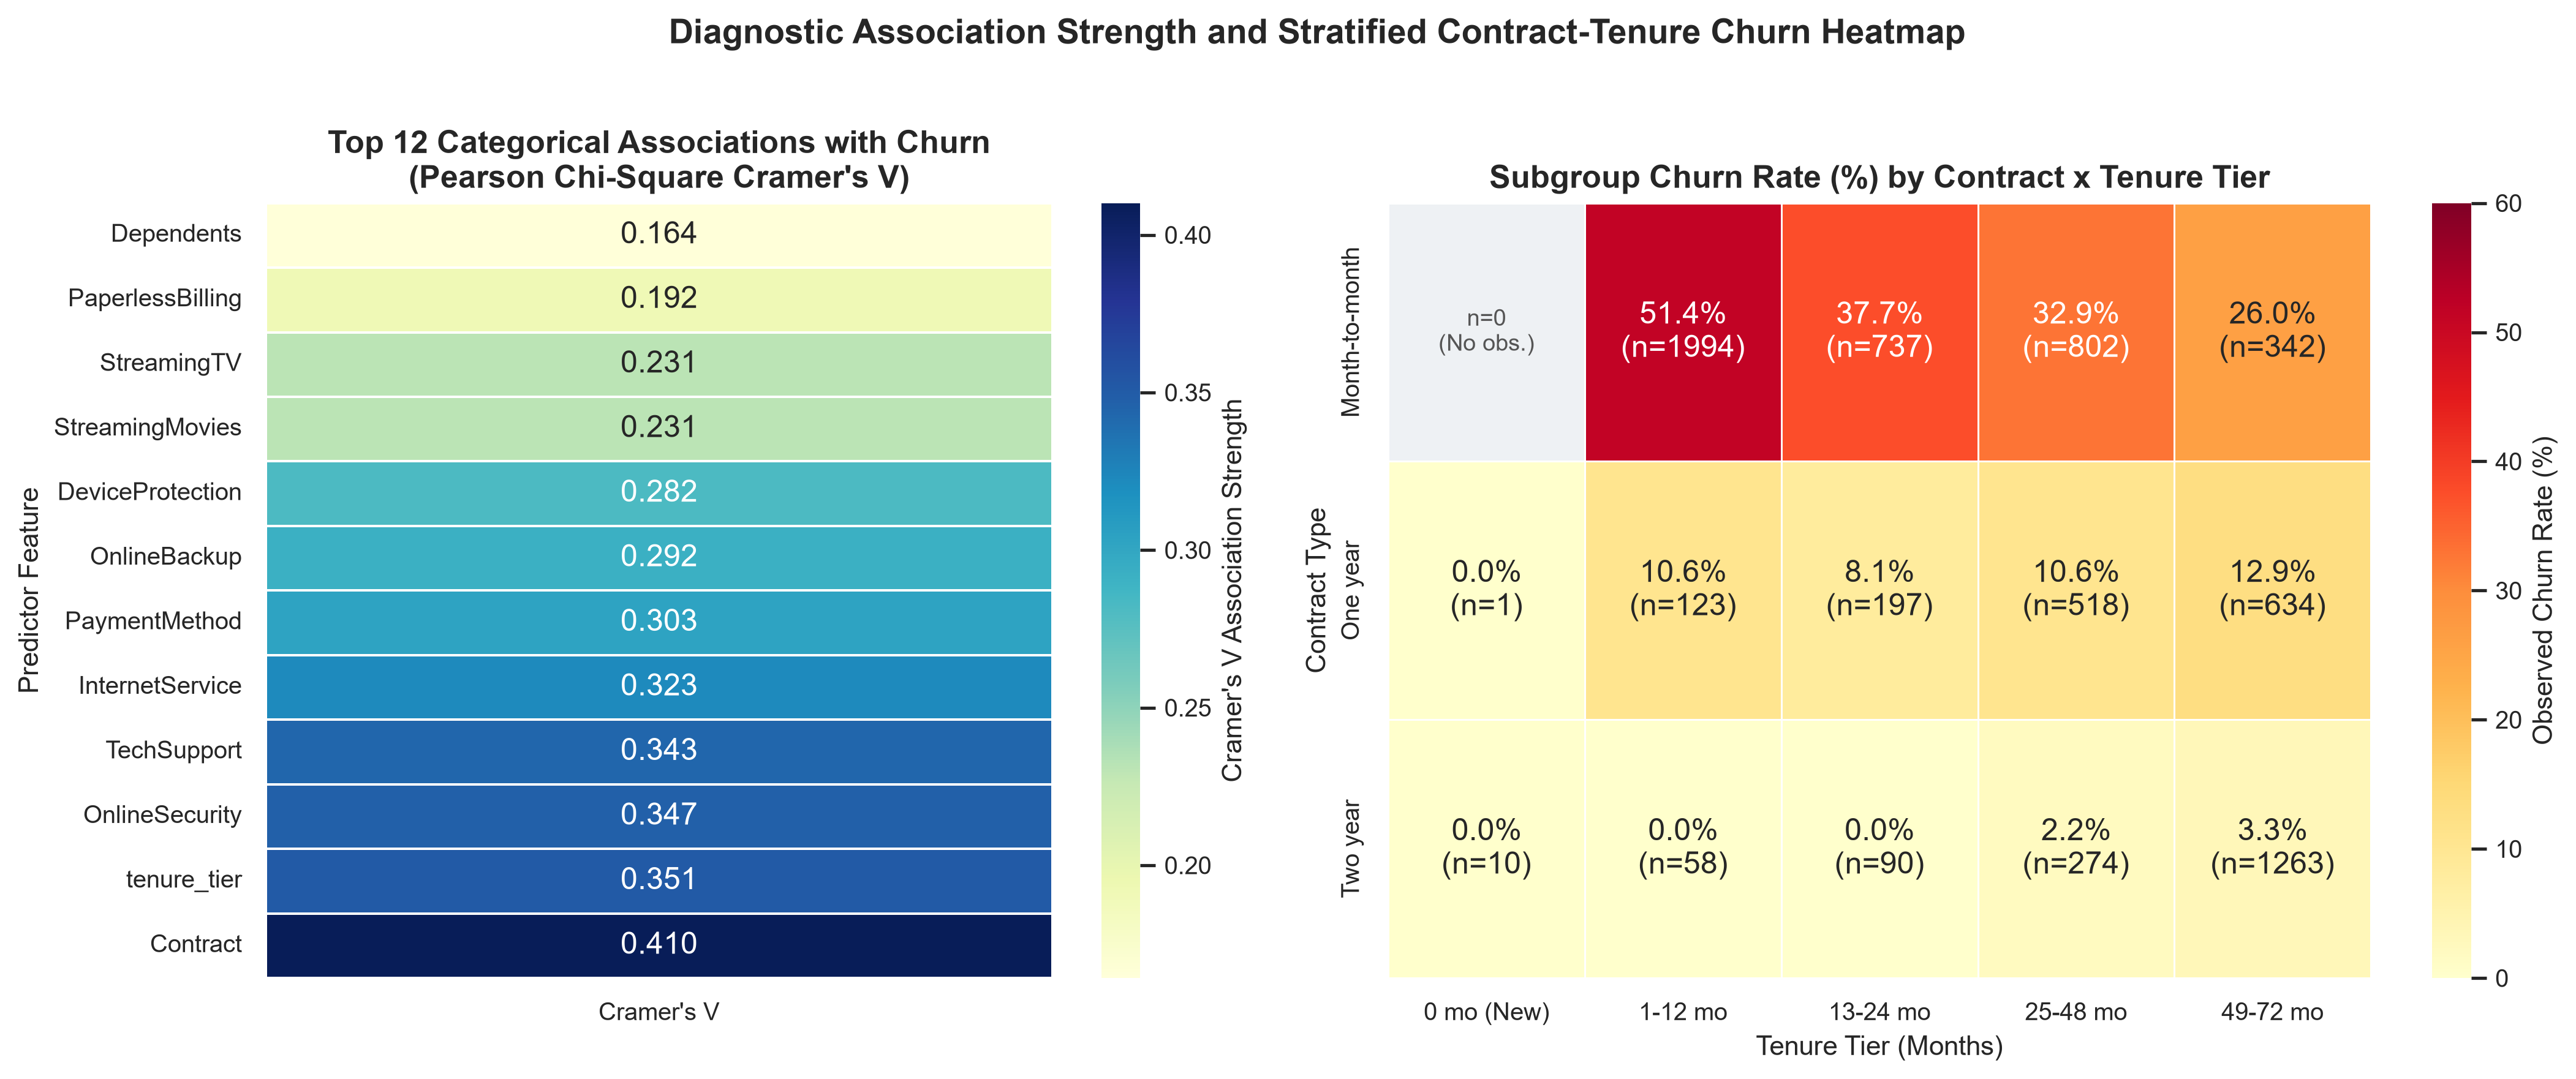 Diagnostic Association Strength and Stratified Contract-Tenure Churn Heatmap
Top 12 Categorical Associations with Churn
(Pearson Chi-Square Cramer's V)
Predictor Feature
Dependents 0.164
PaperlessBilling 0.192
StreamingTV 0.231
StreamingMovies 0.231
DeviceProtection 0.282
OnlineBackup 0.292
PaymentMethod 0.303
InternetService 0.323
TechSupport 0.343
OnlineSecurity 0.347
tenure_tier 0.351
Contract 0.410
Cramer's V
0.40
0.35
0.30
0.25
0.20
Cramer's V Association Strength
Subgroup Churn Rate (%) by Contract x Tenure Tier
Contract Type
Month-to-month
n=0
(No obs.)
51.4%
(n=1994)
37.7%
(n=737)
32.9%
(n=802)
26.0%
(n=342)
One year
0.0%
(n=1)
10.6%
(n=123)
8.1%
(n=197)
10.6%
(n=518)
12.9%
(n=634)
Two year
0.0%
(n=10)
0.0%
(n=58)
0.0%
(n=90)
2.2%
(n=274)
3.3%
(n=1263)
0 mo (New) 1-12 mo 13-24 mo 25-48 mo 49-72 mo
Tenure Tier (Months)
60
50
40
30
20
10
0
Observed Churn Rate (%)